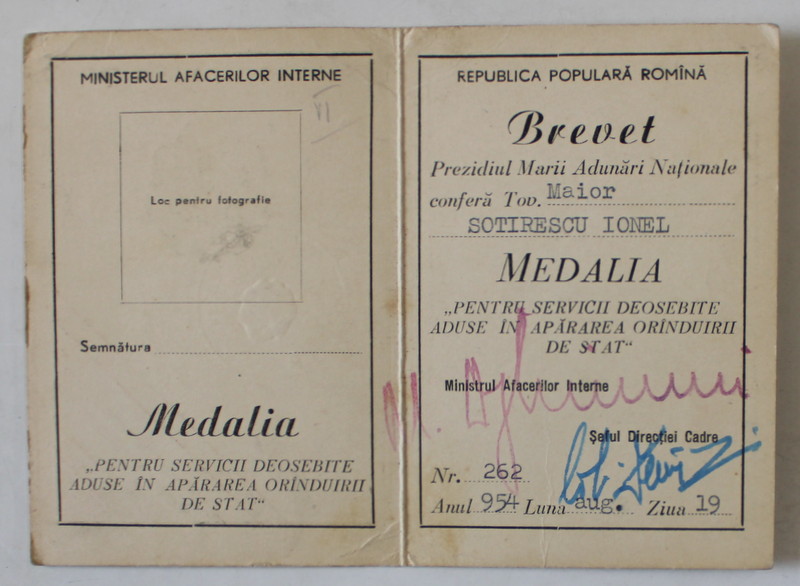 MINISTERUL AFACERILOR INTERNE
VI
Loc pentru fotografie
Semnătura
Medalia
„PENTRU SERVICII DEOSEBITE
ADUSE ÎN APĂRAREA ORÎNDUIRII
DE STAT“
REPUBLICA POPULARĂ ROMÎNĂ
Brevet
Prezidiul Marii Adunări Naționale
conferă Tov. Maior
SOTIRESCU IONEL
MEDALIA
„PENTRU SERVICII DEOSEBITE
ADUSE ÎN APĂRAREA ORÎNDUIRII
DE STAT“
Ministrul Afacerilor Interne
Șeful Direcției Cadre
Nr. 262
Anul 954 Luna aug. Ziua 19